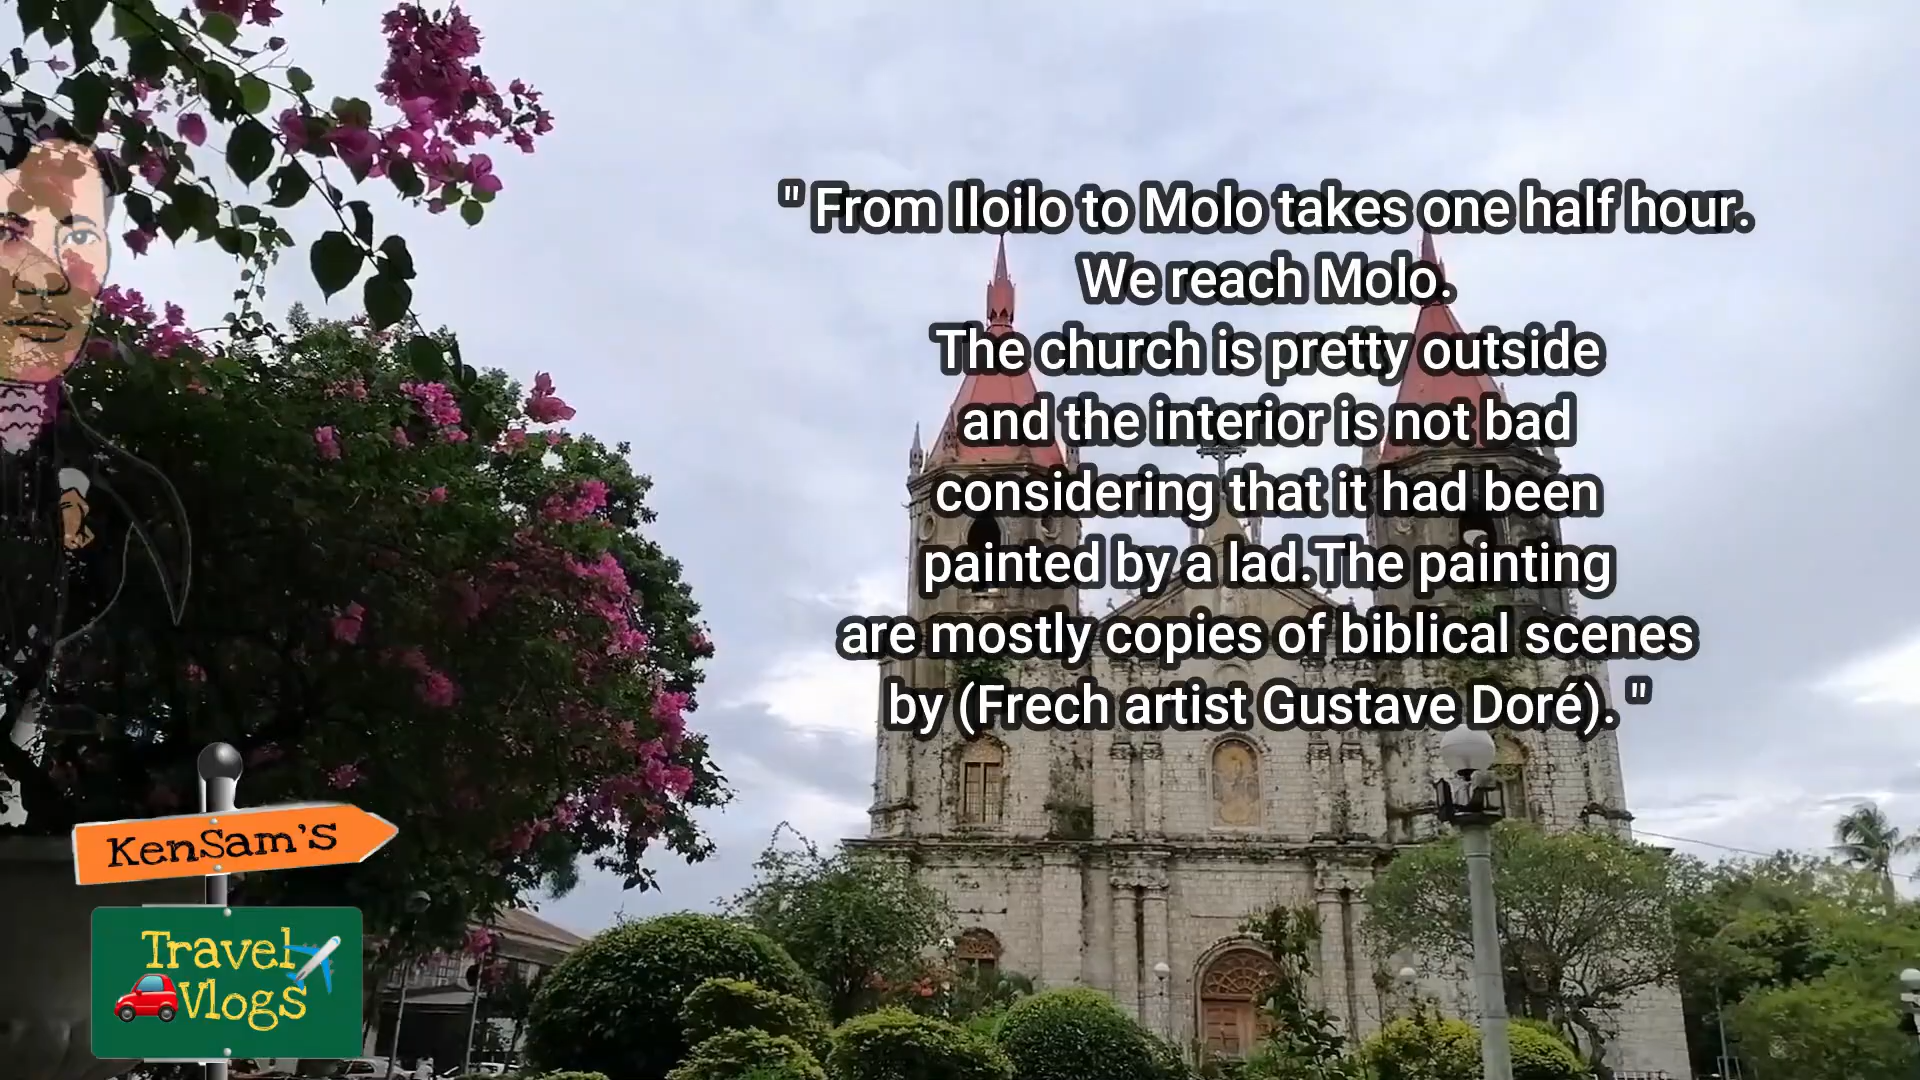 " From Iloilo to Molo takes one half hour.
We reach Molo.
The church is pretty outside
and the interior is not bad
considering that it had been
painted by a lad.The painting
are mostly copies of biblical scenes
by (Frech artist Gustave Doré). "
KenSam's
Travel
Vlogs